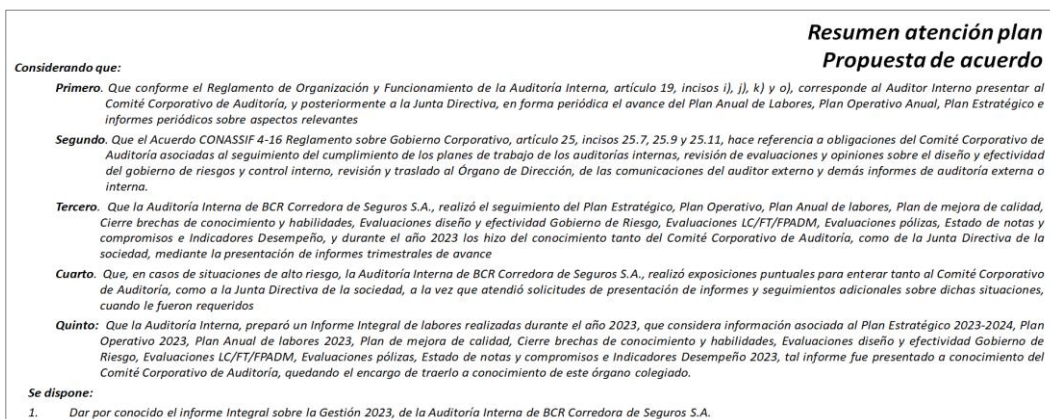 Resumen atención plan
Propuesta de acuerdo
Considerando que:
Primero. Que conforme el Reglamento de Organización y Funcionamiento de la Auditoría Interna, artículo 19, incisos i), j), k) y o), corresponde al Auditor Interno presentar al
Comité Corporativo de Auditoría, y posteriormente a la Junta Directiva, en forma periódica el avance del Plan Anual de Labores, Plan Operativo Anual, Plan Estratégico e
informes periódicos sobre aspectos relevantes
Segundo. Que el Acuerdo CONASSIF 4-16 Reglamento sobre Gobierno Corporativo, artículo 25, incisos 25.7, 25.9 y 25.11, hace referencia a obligaciones del Comité Corporativo de
Auditoría asociadas al seguimiento del cumplimiento de los planes de trabajo de los auditorías internas, revisión de evaluaciones y opiniones sobre el diseño y efectividad
del gobierno de riesgos y control interno, revisión y traslado al Órgano de Dirección, de las comunicaciones del auditor externo y demás informes de auditoría externa o
interna.
Tercero. Que la Auditoría Interna de BCR Corredora de Seguros S.A., realizó el seguimiento del Plan Estratégico, Plan Operativo, Plan Anual de labores, Plan de mejora de calidad,
Cierre brechas de conocimiento y habilidades, Evaluaciones diseño y efectividad Gobierno de Riesgo, Evaluaciones LC/FT/FPADM, Evaluaciones pólizas, Estado de notas y
compromisos e Indicadores Desempeño, y durante el año 2023 los hizo del conocimiento tanto del Comité Corporativo de Auditoría, como de la Junta Directiva de la
sociedad, mediante la presentación de informes trimestrales de avance
Cuarto. Que, en casos de situaciones de alto riesgo, la Auditoría Interna de BCR Corredora de Seguros S.A., realizó exposiciones puntuales para enterar tanto al Comité Corporativo
de Auditoría, como a la Junta Directiva de la sociedad, a la vez que atendió solicitudes de presentación de informes y seguimientos adicionales sobre dichas situaciones,
cuando le fueron requeridos
Quinto: Que la Auditoría Interna, preparó un Informe Integral de labores realizadas durante el año 2023, que considera información asociada al Plan Estratégico 2023-2024, Plan
Operativo 2023, Plan Anual de labores 2023, Plan de mejora de calidad, Cierre brechas de conocimiento y habilidades, Evaluaciones diseño y efectividad Gobierno de
Riesgo, Evaluaciones LC/FT/FPADM, Evaluaciones pólizas, Estado de notas y compromisos e Indicadores Desempeño 2023, tal informe fue presentado a conocimiento del
Comité Corporativo de Auditoría, quedando el encargo de traerlo a conocimiento de este órgano colegiado.
Se dispone:
1. Dar por conocido el informe Integral sobre la Gestión 2023, de la Auditoría Interna de BCR Corredora de Seguros S.A.